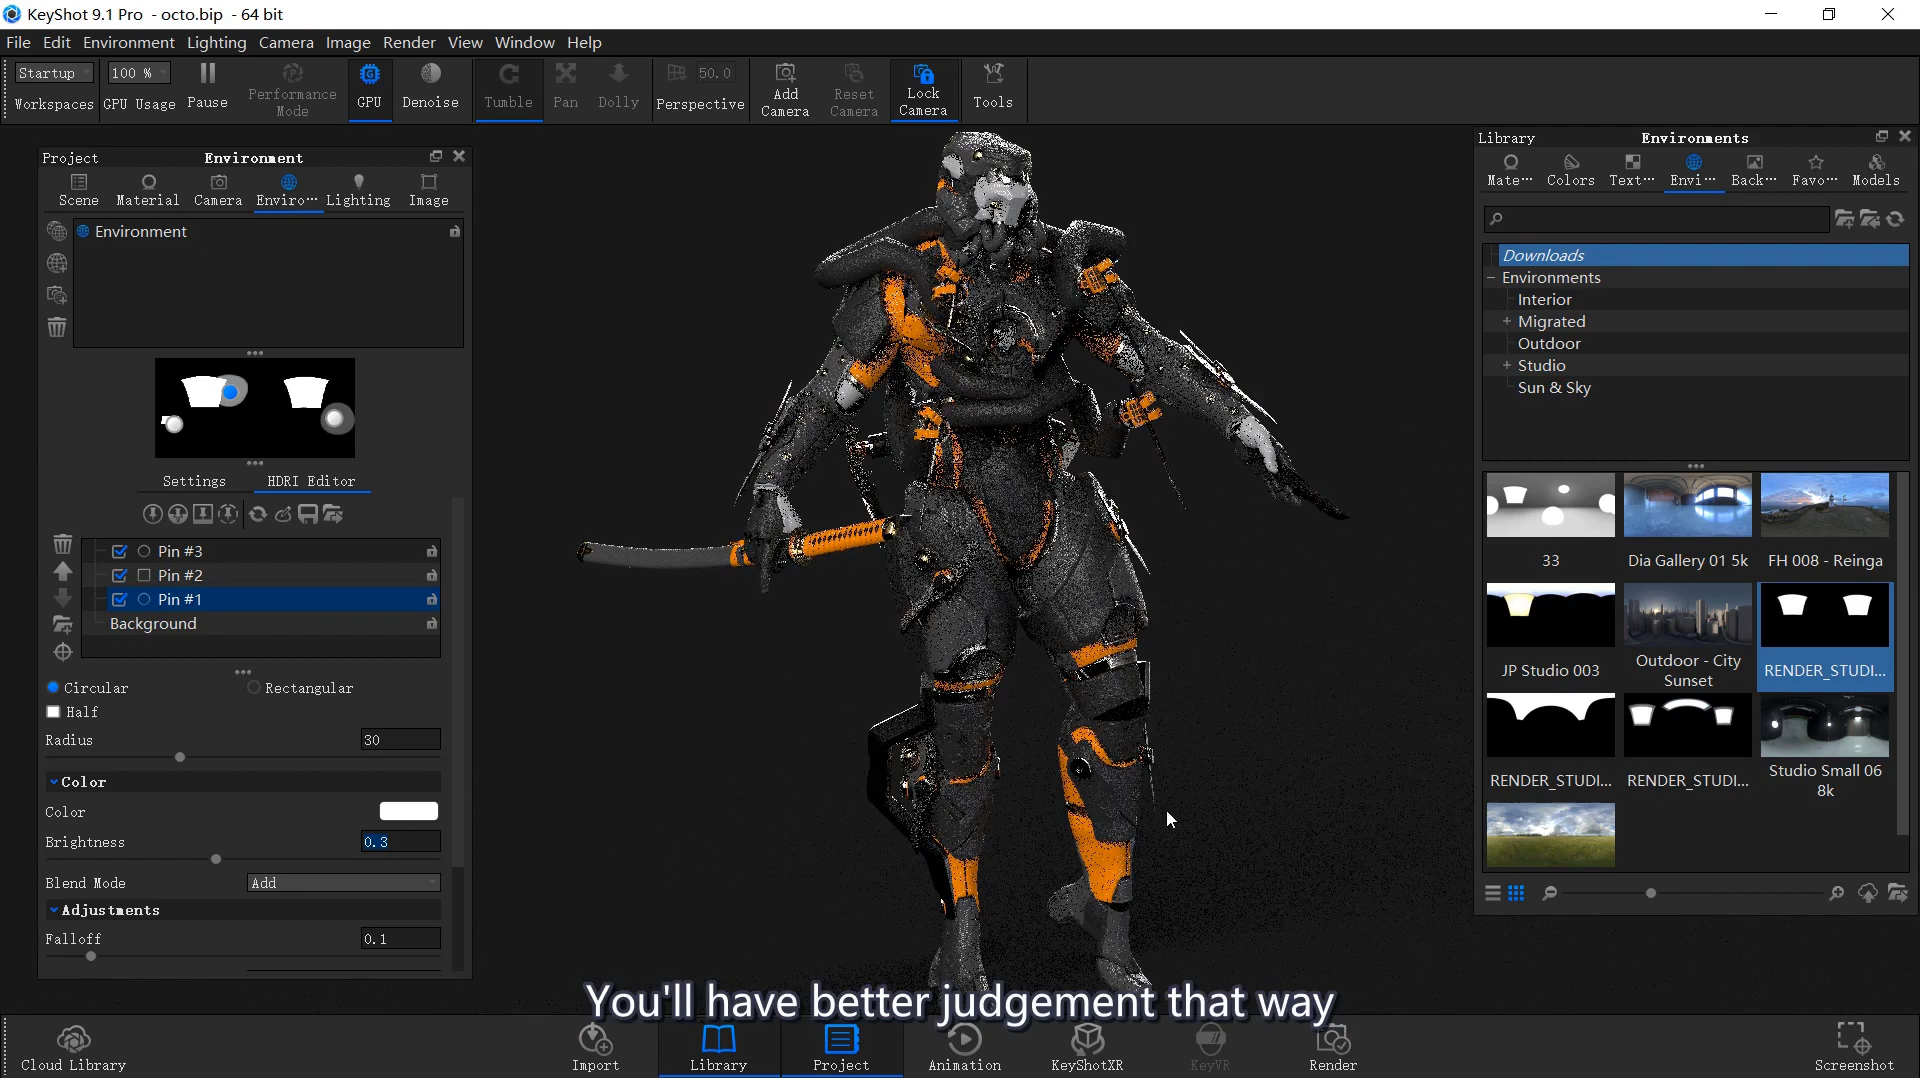 KeyShot 9.1 Pro - octo.bip - 64 bit
File Edit Environment Lighting Camera Image Render View Window Help
Startup
Workspaces
100 %
GPU Usage
Pause
Performance
Mode
GPU
Denoise
Tumble
Pan
Dolly
50.0
Perspective
Add
Camera
Reset
Camera
Lock
Camera
Tools
Project
Environment
Scene
Material
Camera
Enviro···
Lighting
Image
Environment
Settings
HDRI Editor
Pin #3
Pin #2
Pin #1
Background
Circular
Rectangular
Half
Radius
30
Color
Color
Brightness
0.3
Blend Mode
Add
Adjustments
Falloff
0.1
Library
Environments
Mate···
Colors
Text···
Envi···
Back···
Favo···
Models
Downloads
Environments
Interior
Migrated
Outdoor
Studio
Sun & Sky
33
Dia Gallery 01 5k
FH 008 - Reinga
JP Studio 003
Outdoor - City
Sunset
RENDER_STUDI...
RENDER_STUDI...
RENDER_STUDI...
Studio Small 06
8k
You'll have better judgement that way
Cloud Library
Import
Library
Project
Animation
KeyShotXR
KeyVR
Render
Screenshot